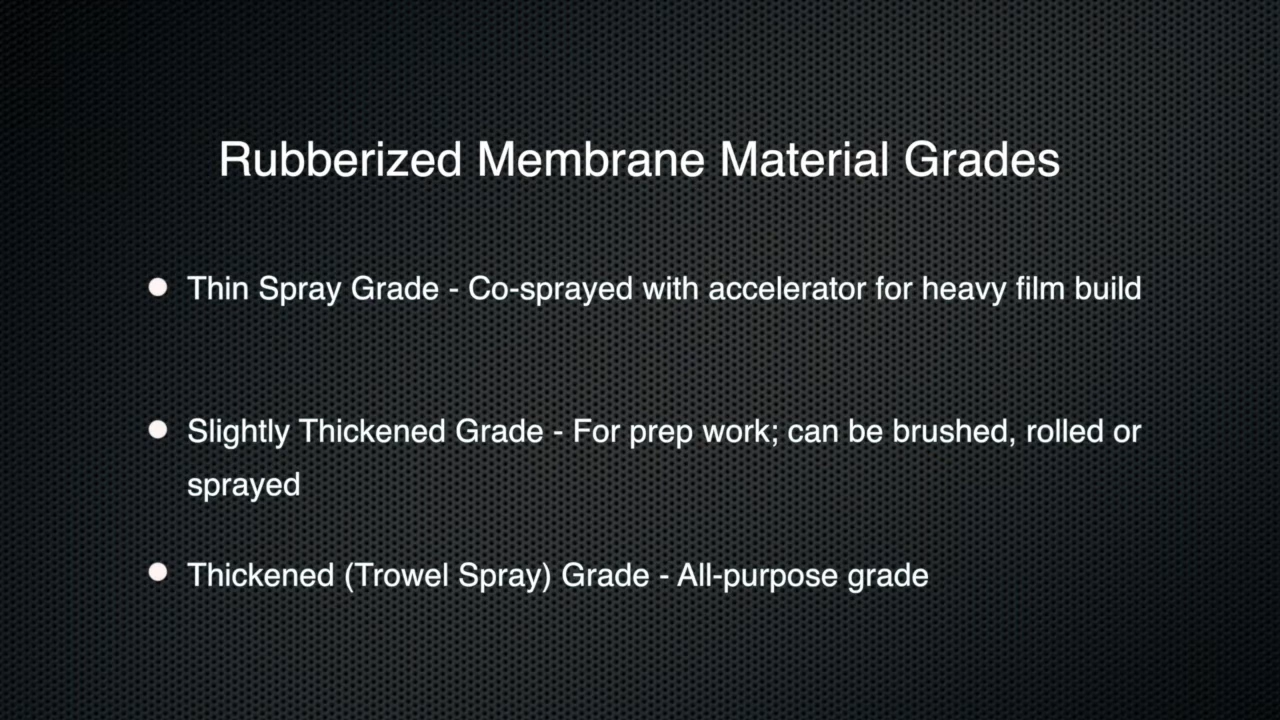 Rubberized Membrane Material Grades
● Thin Spray Grade - Co-sprayed with accelerator for heavy film build
● Slightly Thickened Grade - For prep work; can be brushed, rolled or
sprayed
● Thickened (Trowel Spray) Grade - All-purpose grade